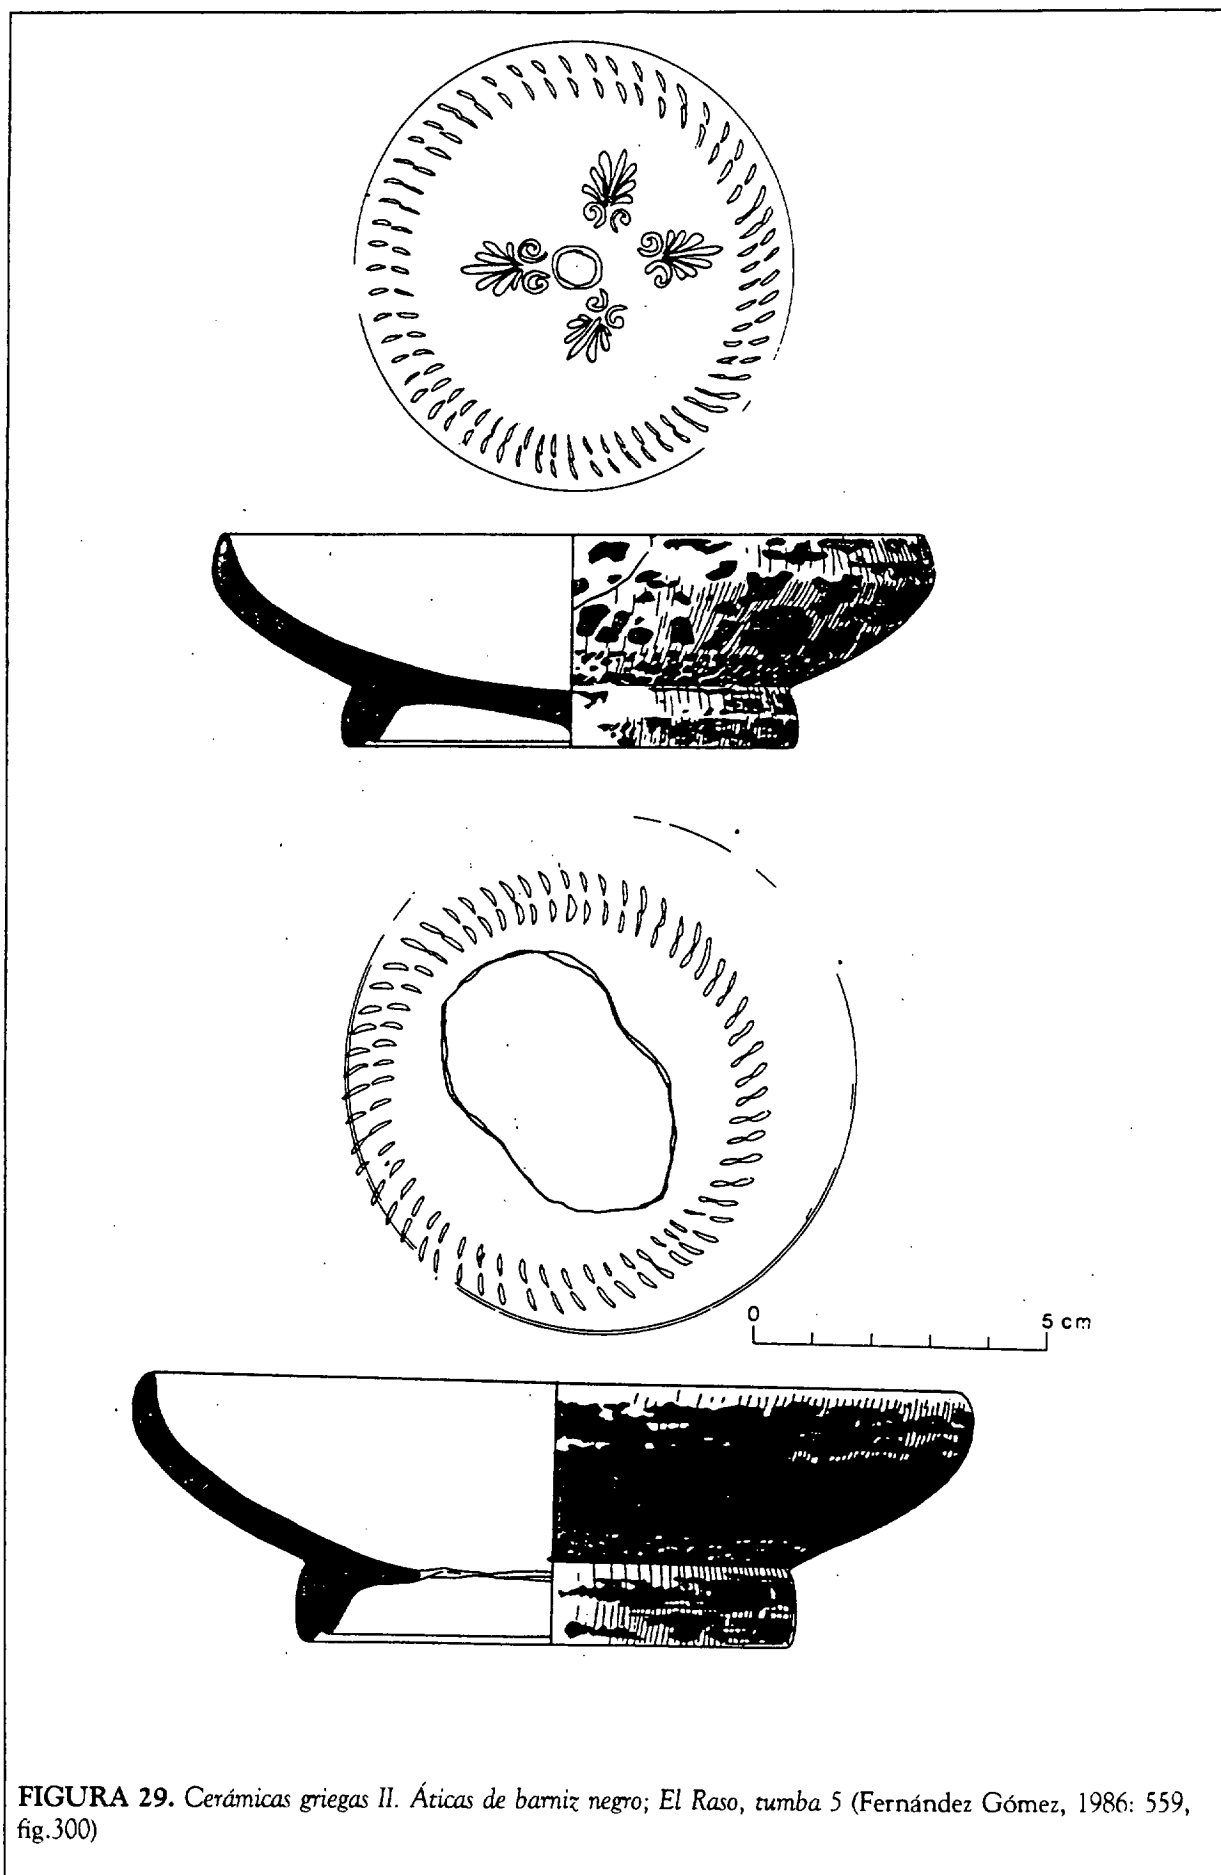 0 5 cm
FIGURA 29. Cerámicas griegas II. Áticas de barniz negro; El Raso, tumba 5 (Fernández Gómez, 1986: 559,
fig.300)